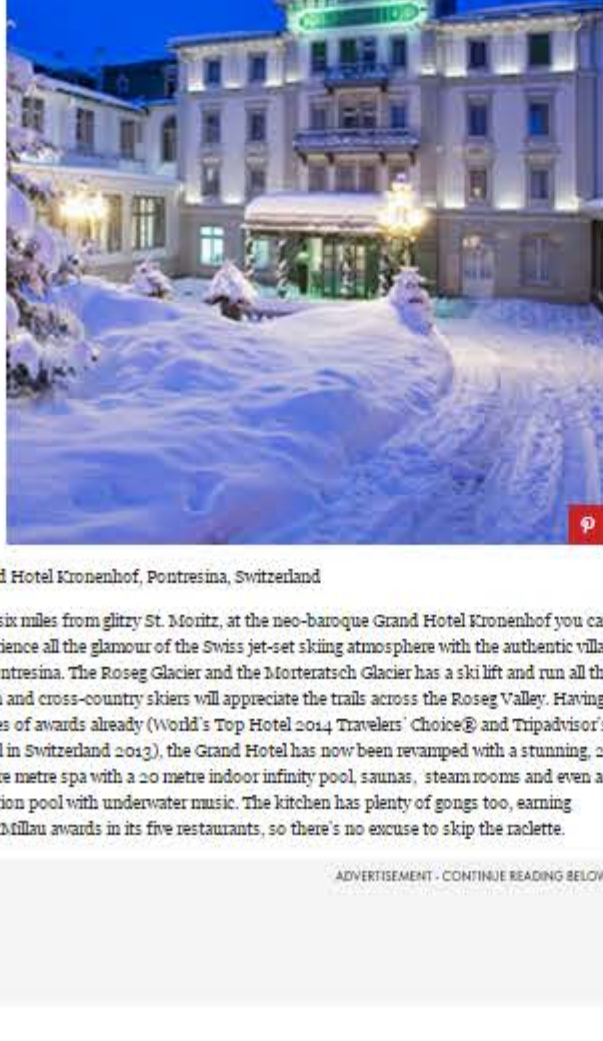 d Hotel Kronenhof, Pontresina, Switzerland
six miles from glitzy St. Moritz, at the neo-baroque Grand Hotel Kronenhof you ca
ience all the glamour of the Swiss jet-set skiing atmosphere with the authentic villa
ntresina. The Roseg Glacier and the Morteratsch Glacier has a ski lift and run all th
and cross-country skiers will appreciate the trails across the Roseg Valley. Having
es of awards already (World's Top Hotel 2014 Travelers' Choice® and Tripadvisor's
l in Switzerland 2013), the Grand Hotel has now been revamped with a stunning, 2
re metre spa with a 20 metre indoor infinity pool, saunas, steam rooms and even a
ion pool with underwater music. The kitchen has plenty of gongs too, earning
Millau awards in its five restaurants, so there's no excuse to skip the raclette.
ADVERTISEMENT - CONTINUE READING BELOW